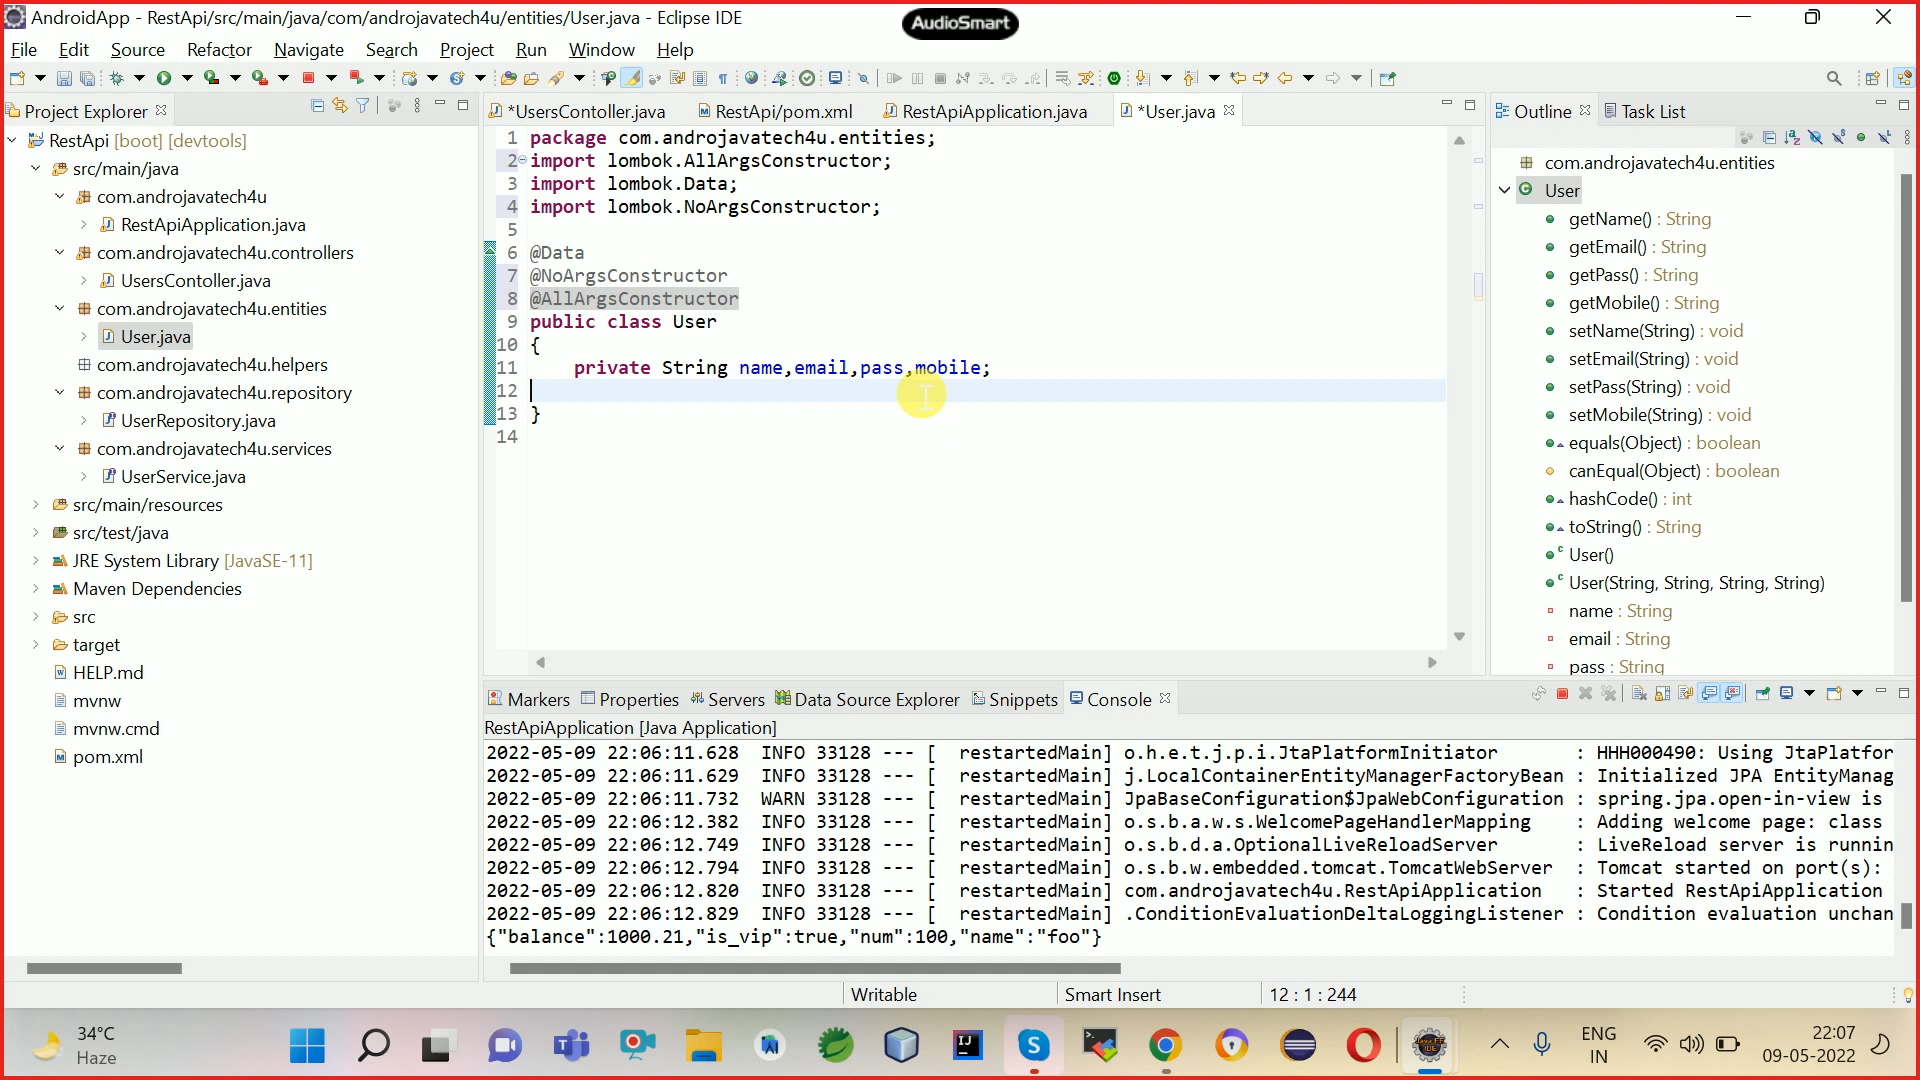 AndroidApp - RestApi/src/main/java/com/androjavatech4u/entities/User.java - Eclipse IDE
AudioSmart
File Edit Source Refactor Navigate Search Project Run Window Help
Project Explorer
RestApi [boot] [devtools]
src/main/java
com.androjavatech4u
RestApiApplication.java
com.androjavatech4u.controllers
UsersContoller.java
com.androjavatech4u.entities
User.java
com.androjavatech4u.helpers
com.androjavatech4u.repository
UserRepository.java
com.androjavatech4u.services
UserService.java
src/main/resources
src/test/java
JRE System Library [JavaSE-11]
Maven Dependencies
src
target
HELP.md
mvnw
mvnw.cmd
pom.xml
*UsersContoller.java RestApi/pom.xml RestApiApplication.java *User.java
1 package com.androjavatech4u.entities;
2 import lombok.AllArgsConstructor;
3 import lombok.Data;
4 import lombok.NoArgsConstructor;
5
6 @Data
7 @NoArgsConstructor
8 @AllArgsConstructor
9 public class User
10 {
11 private String name,email,pass,mobile;
12
13 }
14
Outline Task List
com.androjavatech4u.entities
User
getName() : String
getEmail() : String
getPass() : String
getMobile() : String
setName(String) : void
setEmail(String) : void
setPass(String) : void
setMobile(String) : void
equals(Object) : boolean
canEqual(Object) : boolean
hashCode() : int
toString() : String
User()
User(String, String, String, String)
name : String
email : String
pass : String
Markers Properties Servers Data Source Explorer Snippets Console
RestApiApplication [Java Application]
2022-05-09 22:06:11.628 INFO 33128 --- [ restartedMain] o.h.e.t.j.p.i.JtaPlatformInitiator : HHH000490: Using JtaPlatfor
2022-05-09 22:06:11.629 INFO 33128 --- [ restartedMain] j.LocalContainerEntityManagerFactoryBean : Initialized JPA EntityManag
2022-05-09 22:06:11.732 WARN 33128 --- [ restartedMain] JpaBaseConfiguration$JpaWebConfiguration : spring.jpa.open-in-view is
2022-05-09 22:06:12.382 INFO 33128 --- [ restartedMain] o.s.b.a.w.s.WelcomePageHandlerMapping : Adding welcome page: class
2022-05-09 22:06:12.749 INFO 33128 --- [ restartedMain] o.s.b.d.a.OptionalLiveReloadServer : LiveReload server is runnin
2022-05-09 22:06:12.794 INFO 33128 --- [ restartedMain] o.s.b.w.embedded.tomcat.TomcatWebServer : Tomcat started on port(s):
2022-05-09 22:06:12.820 INFO 33128 --- [ restartedMain] com.androjavatech4u.RestApiApplication : Started RestApiApplication
2022-05-09 22:06:12.829 INFO 33128 --- [ restartedMain] .ConditionEvaluationDeltaLoggingListener : Condition evaluation unchan
{"balance":1000.21,"is_vip":true,"num":100,"name":"foo"}
Writable Smart Insert 12 : 1 : 244
34°C
Haze
ENG
IN
22:07
09-05-2022